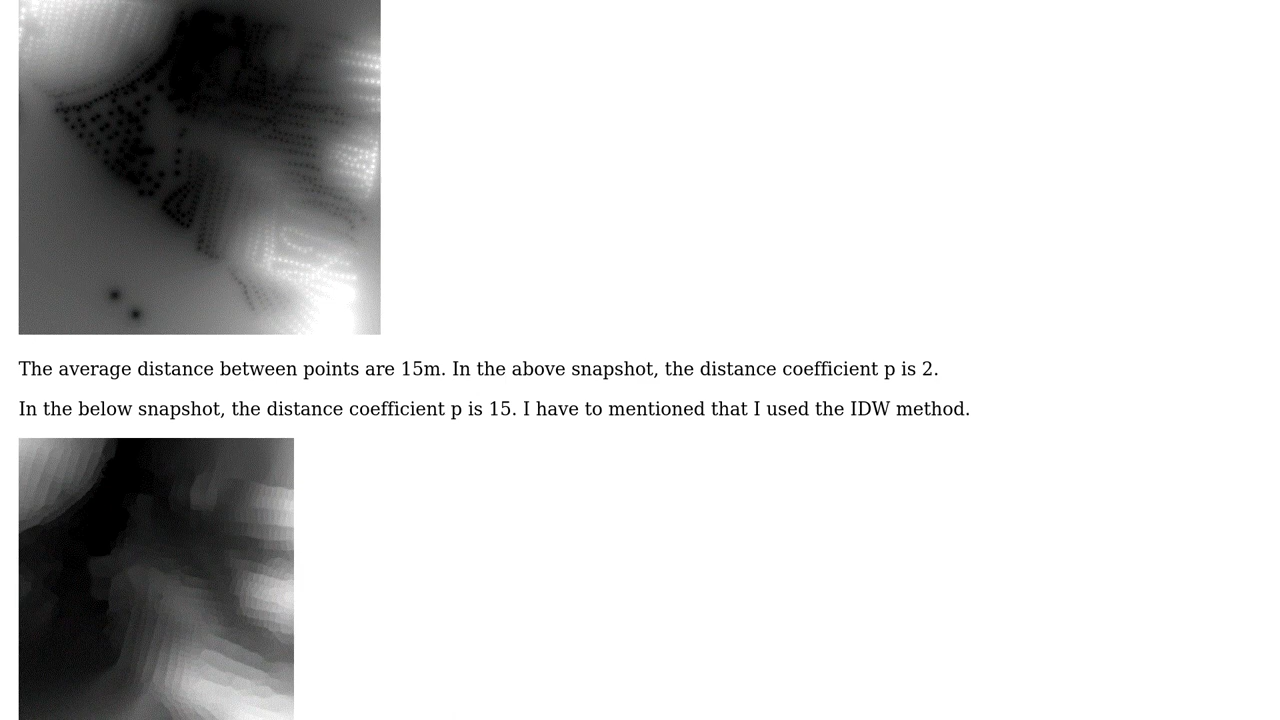 The average distance between points are 15m. In the above snapshot, the distance coefficient p is 2.
In the below snapshot, the distance coefficient p is 15. I have to mentioned that I used the IDW method.